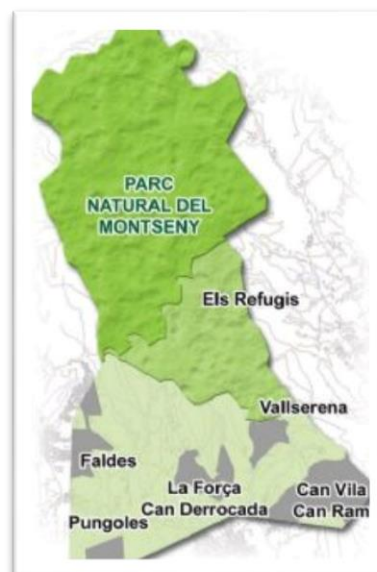 PARC
NATURAL DEL
MONTSENY
Els Refugis
Vallserena
Faldes
La Força
Can Derrocada
Can Vila
Can Ram
Pungoles